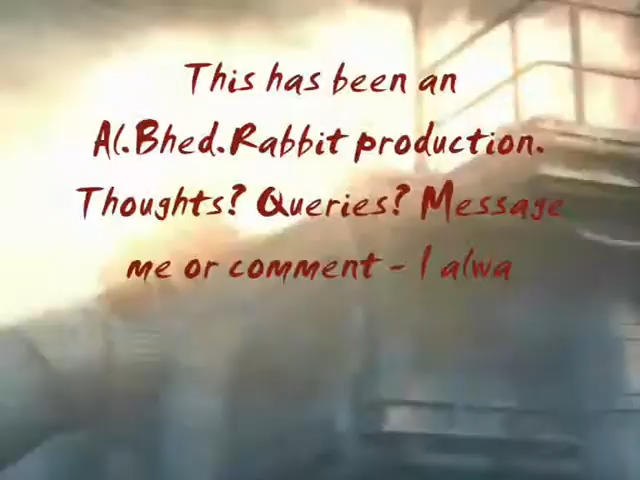 This has been an
Al.Bhed.Rabbit production.
Thoughts? Queries? Message
me or comment - I alwa